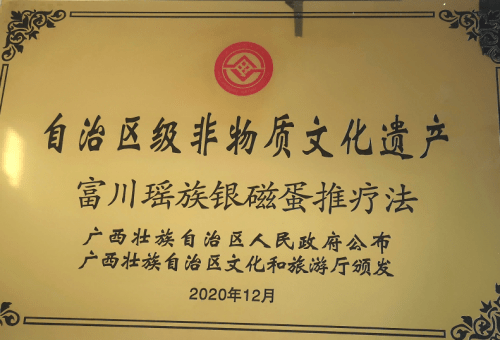 自治区级非物质文化遗产
富川瑶族银磁蛋推疗法
广西壮族自治区人民政府公布
广西壮族自治区文化和旅游厅颁发
2020年12月